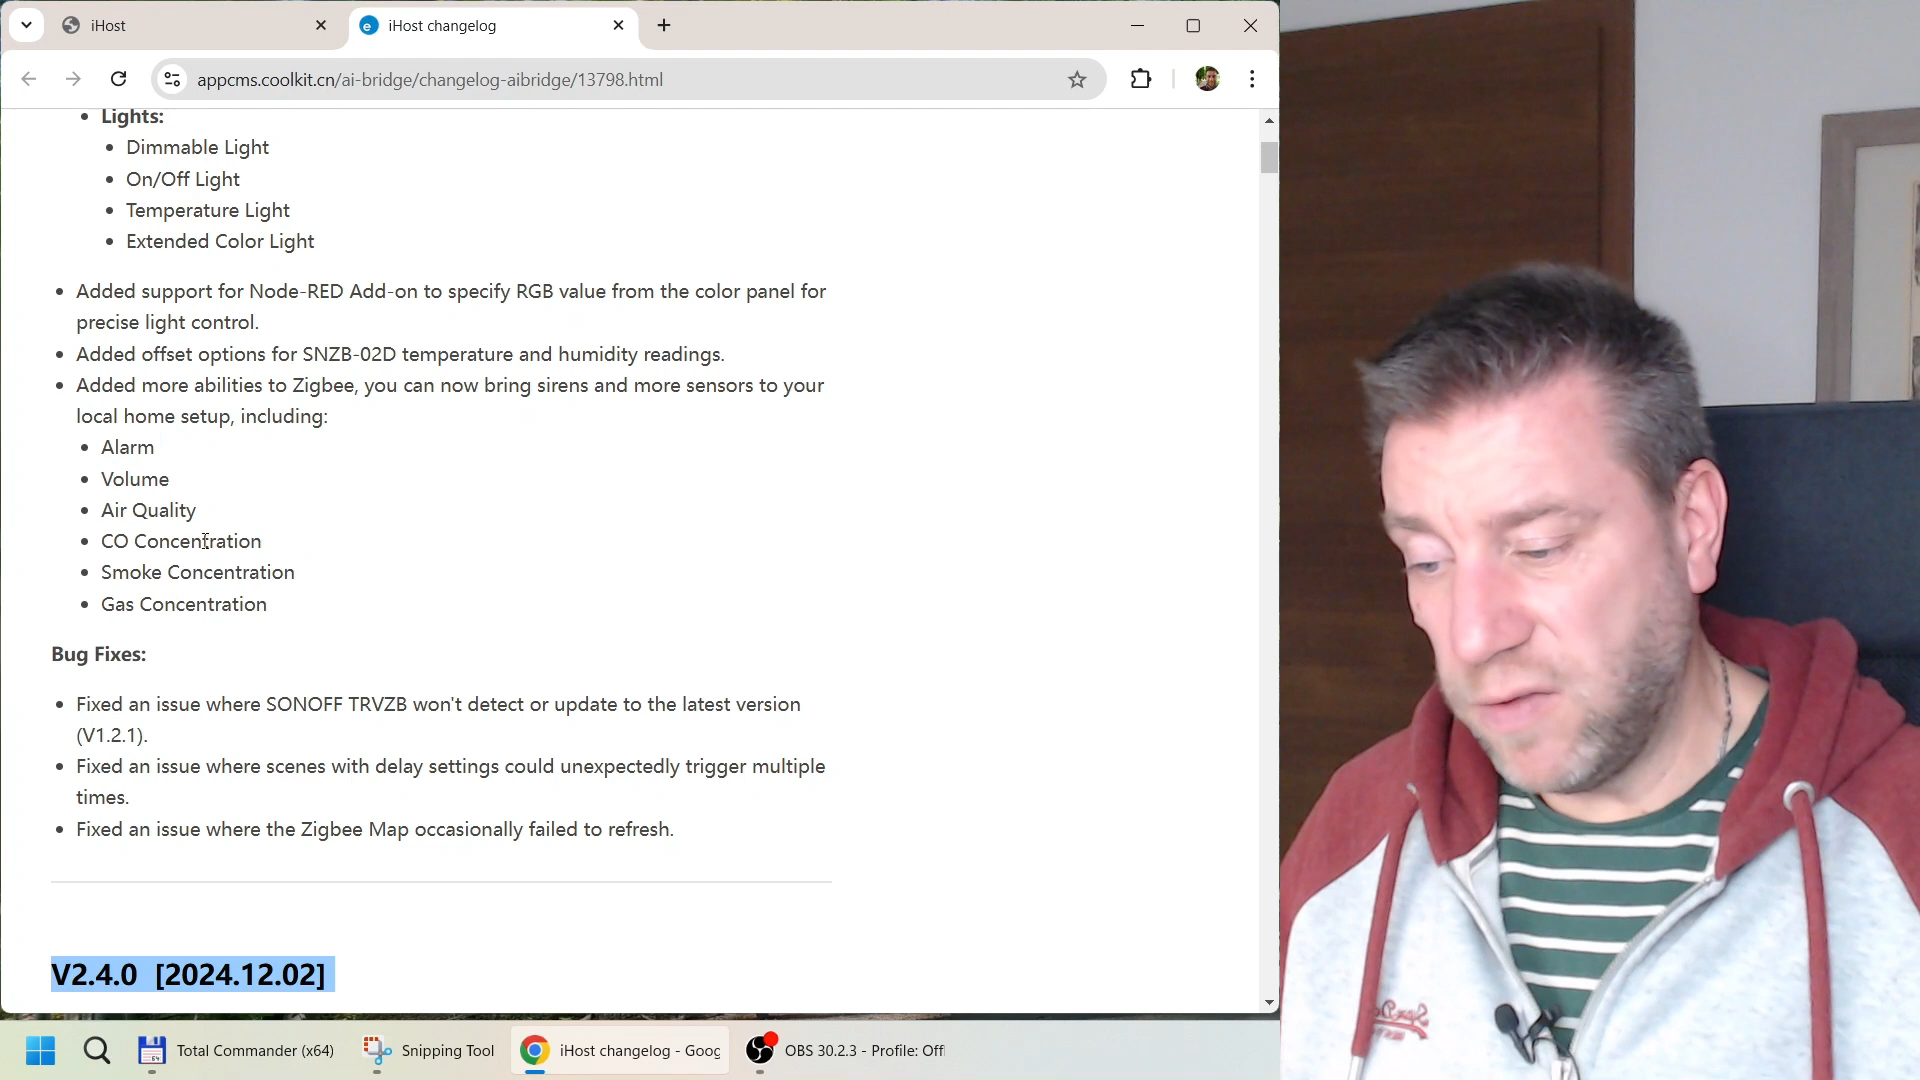 iHost
iHost changelog
appcms.coolkit.cn/ai-bridge/changelog-aibridge/13798.html
Lights:
Dimmable Light
On/Off Light
Temperature Light
Extended Color Light
Added support for Node-RED Add-on to specify RGB value from the color panel for
precise light control.
Added offset options for SNZB-02D temperature and humidity readings.
Added more abilities to Zigbee, you can now bring sirens and more sensors to your
local home setup, including:
Alarm
Volume
Air Quality
CO Concentration
Smoke Concentration
Gas Concentration
Bug Fixes:
Fixed an issue where SONOFF TRVZB won't detect or update to the latest version
(V1.2.1).
Fixed an issue where scenes with delay settings could unexpectedly trigger multiple
times.
Fixed an issue where the Zigbee Map occasionally failed to refresh.
V2.4.0 [2024.12.02]
Total Commander (x64)
Snipping Tool
iHost changelog - Goog
OBS 30.2.3 - Profile: Off